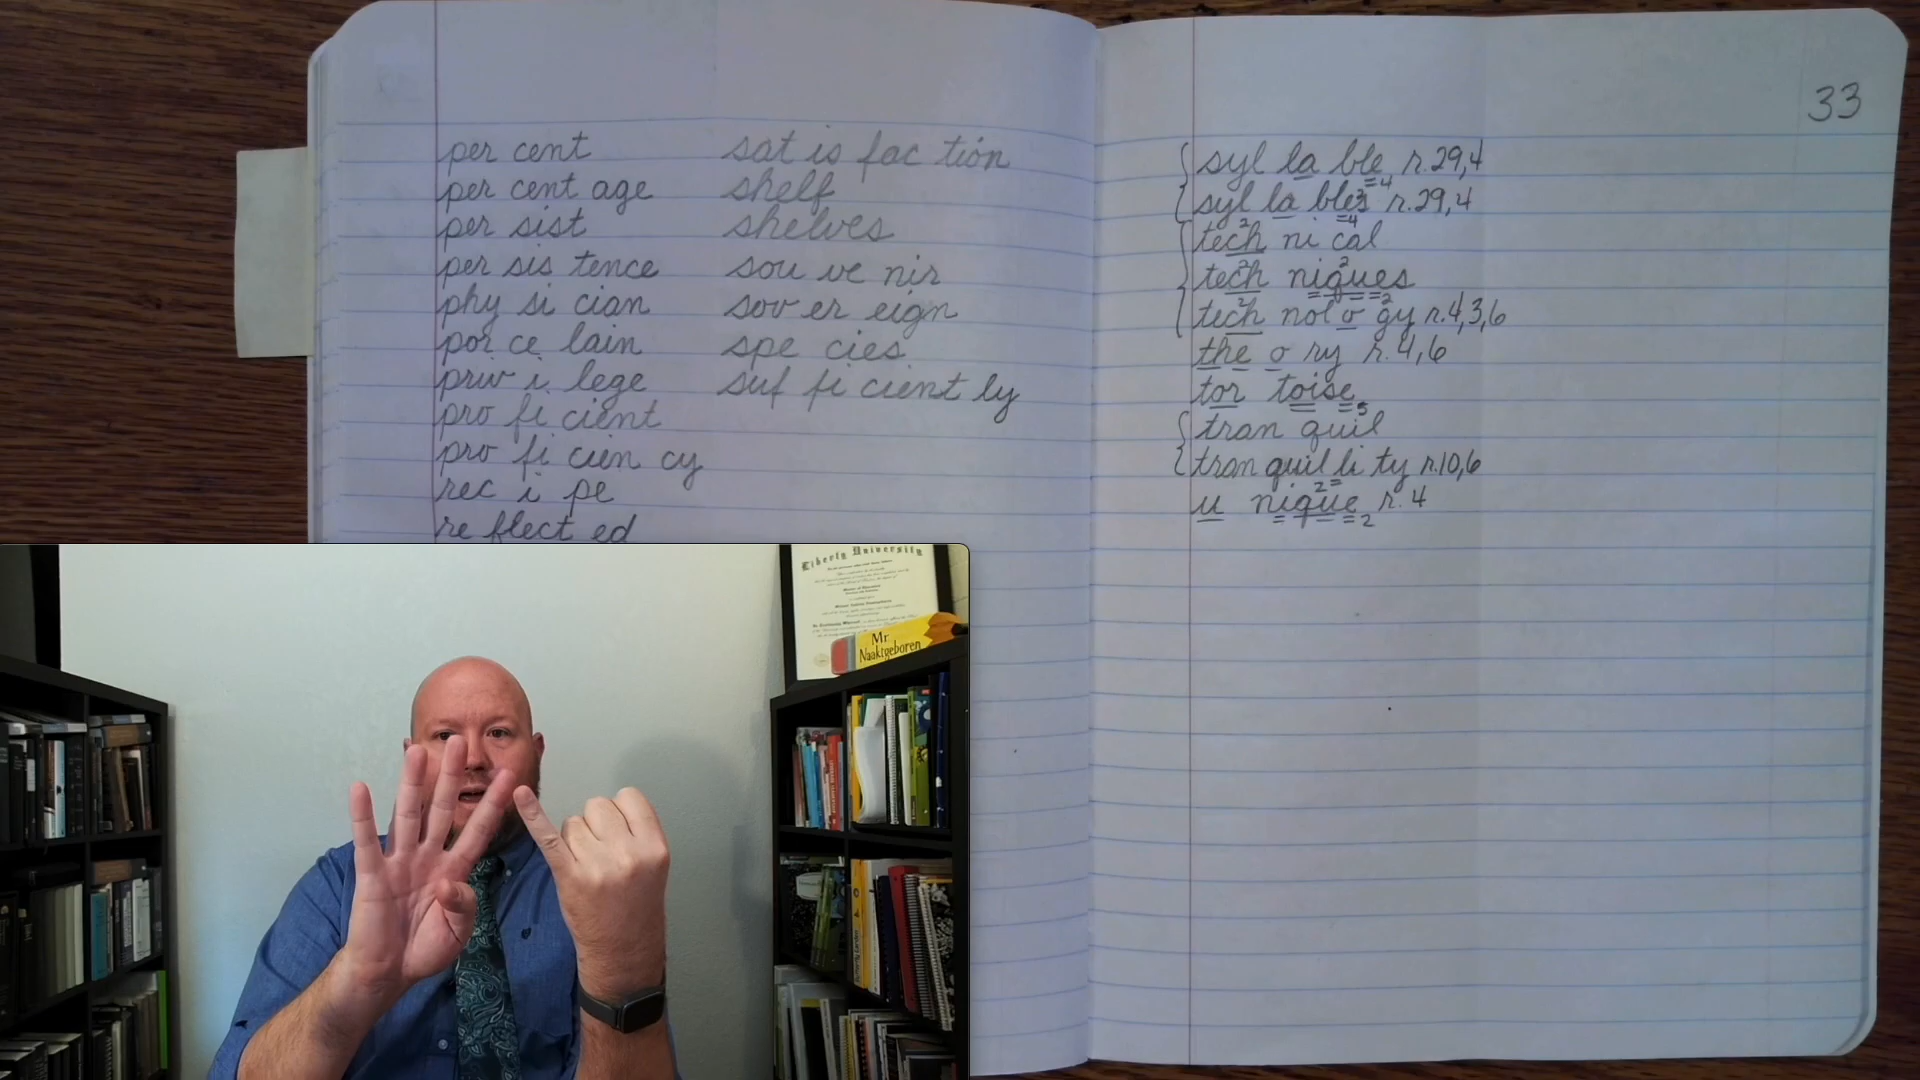 33
per cent
per cent age
per sist
per sis tence
phy si cian
por ce lain
priv i lege
pro fi cient
pro fi cien cy
rec i pe
re flect ed
sat is fac tion
shelf
shelves
sou ve nir
sov er eign
spe cies
suf fi cient ly
syl la ble r. 29,4
syl la bles r. 29,4
tech ni cal
tech niques
tech nol o gy r. 4,3,6
the o ry r. 4,6
tor toise
tran quil
tran quil li ty r. 10,6
u nique r. 4
Liberty University
Mr.
Naaktgeboren